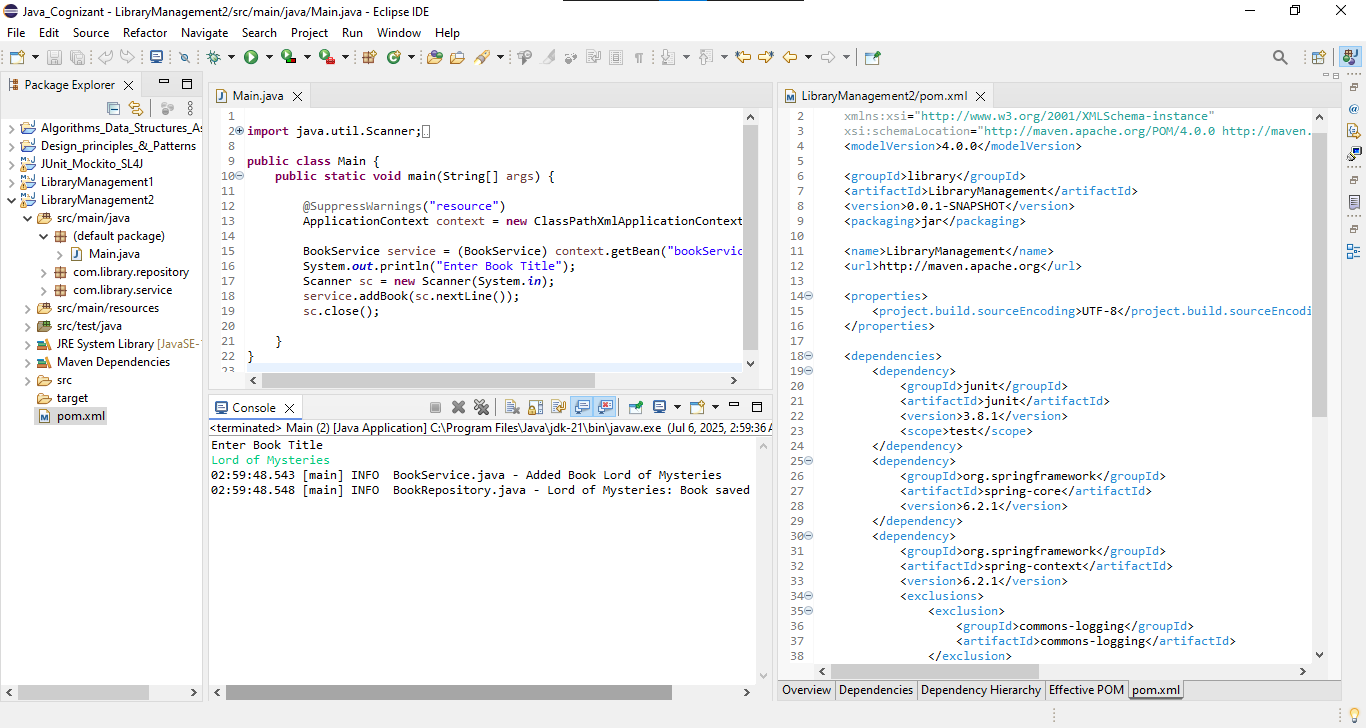 Java_Cognizant - LibraryManagement2/src/main/java/Main.java - Eclipse IDE
File Edit Source Refactor Navigate Search Project Run Window Help
Package Explorer
Algorithms_Data_Structures_As
Design_principles_&_Patterns
JUnit_Mockito_SL4J
LibraryManagement1
LibraryManagement2
src/main/java
(default package)
Main.java
com.library.repository
com.library.service
src/main/resources
src/test/java
JRE System Library [JavaSE-1
Maven Dependencies
src
target
pom.xml
Main.java
1
2 import java.util.Scanner;
8
9 public class Main {
10 public static void main(String[] args) {
11
12 @SuppressWarnings("resource")
13 ApplicationContext context = new ClassPathXmlApplicationContext
14
15 BookService service = (BookService) context.getBean("bookServic
16 System.out.println("Enter Book Title");
17 Scanner sc = new Scanner(System.in);
18 service.addBook(sc.nextLine());
19 sc.close();
20
21 }
22 }
23
Console
<terminated> Main (2) [Java Application] C:\Program Files\Java\jdk-21\bin\javaw.exe (Jul 6, 2025, 2:59:36 A
Enter Book Title
Lord of Mysteries
02:59:48.543 [main] INFO BookService.java - Added Book Lord of Mysteries
02:59:48.548 [main] INFO BookRepository.java - Lord of Mysteries: Book saved
LibraryManagement2/pom.xml
2 xmlns:xsi="http://www.w3.org/2001/XMLSchema-instance"
3 xsi:schemaLocation="http://maven.apache.org/POM/4.0.0 http://maven.
4 <modelVersion>4.0.0</modelVersion>
5
6 <groupId>library</groupId>
7 <artifactId>LibraryManagement</artifactId>
8 <version>0.0.1-SNAPSHOT</version>
9 <packaging>jar</packaging>
10
11 <name>LibraryManagement</name>
12 <url>http://maven.apache.org</url>
13
14 <properties>
15 <project.build.sourceEncoding>UTF-8</project.build.sourceEncodi
16 </properties>
17
18 <dependencies>
19 <dependency>
20 <groupId>junit</groupId>
21 <artifactId>junit</artifactId>
22 <version>3.8.1</version>
23 <scope>test</scope>
24 </dependency>
25 <dependency>
26 <groupId>org.springframework</groupId>
27 <artifactId>spring-core</artifactId>
28 <version>6.2.1</version>
29 </dependency>
30 <dependency>
31 <groupId>org.springframework</groupId>
32 <artifactId>spring-context</artifactId>
33 <version>6.2.1</version>
34 <exclusions>
35 <exclusion>
36 <groupId>commons-logging</groupId>
37 <artifactId>commons-logging</artifactId>
38 </exclusion>
Overview Dependencies Dependency Hierarchy Effective POM pom.xml